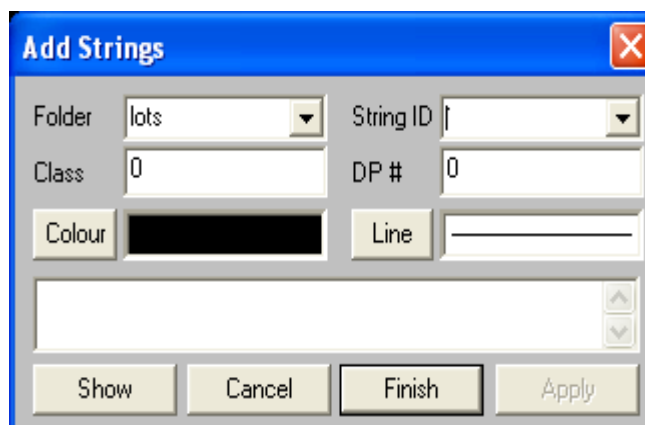 Add Strings
Folder lots String ID
Class 0 DP # 0
Colour Line
Show Cancel Finish Apply